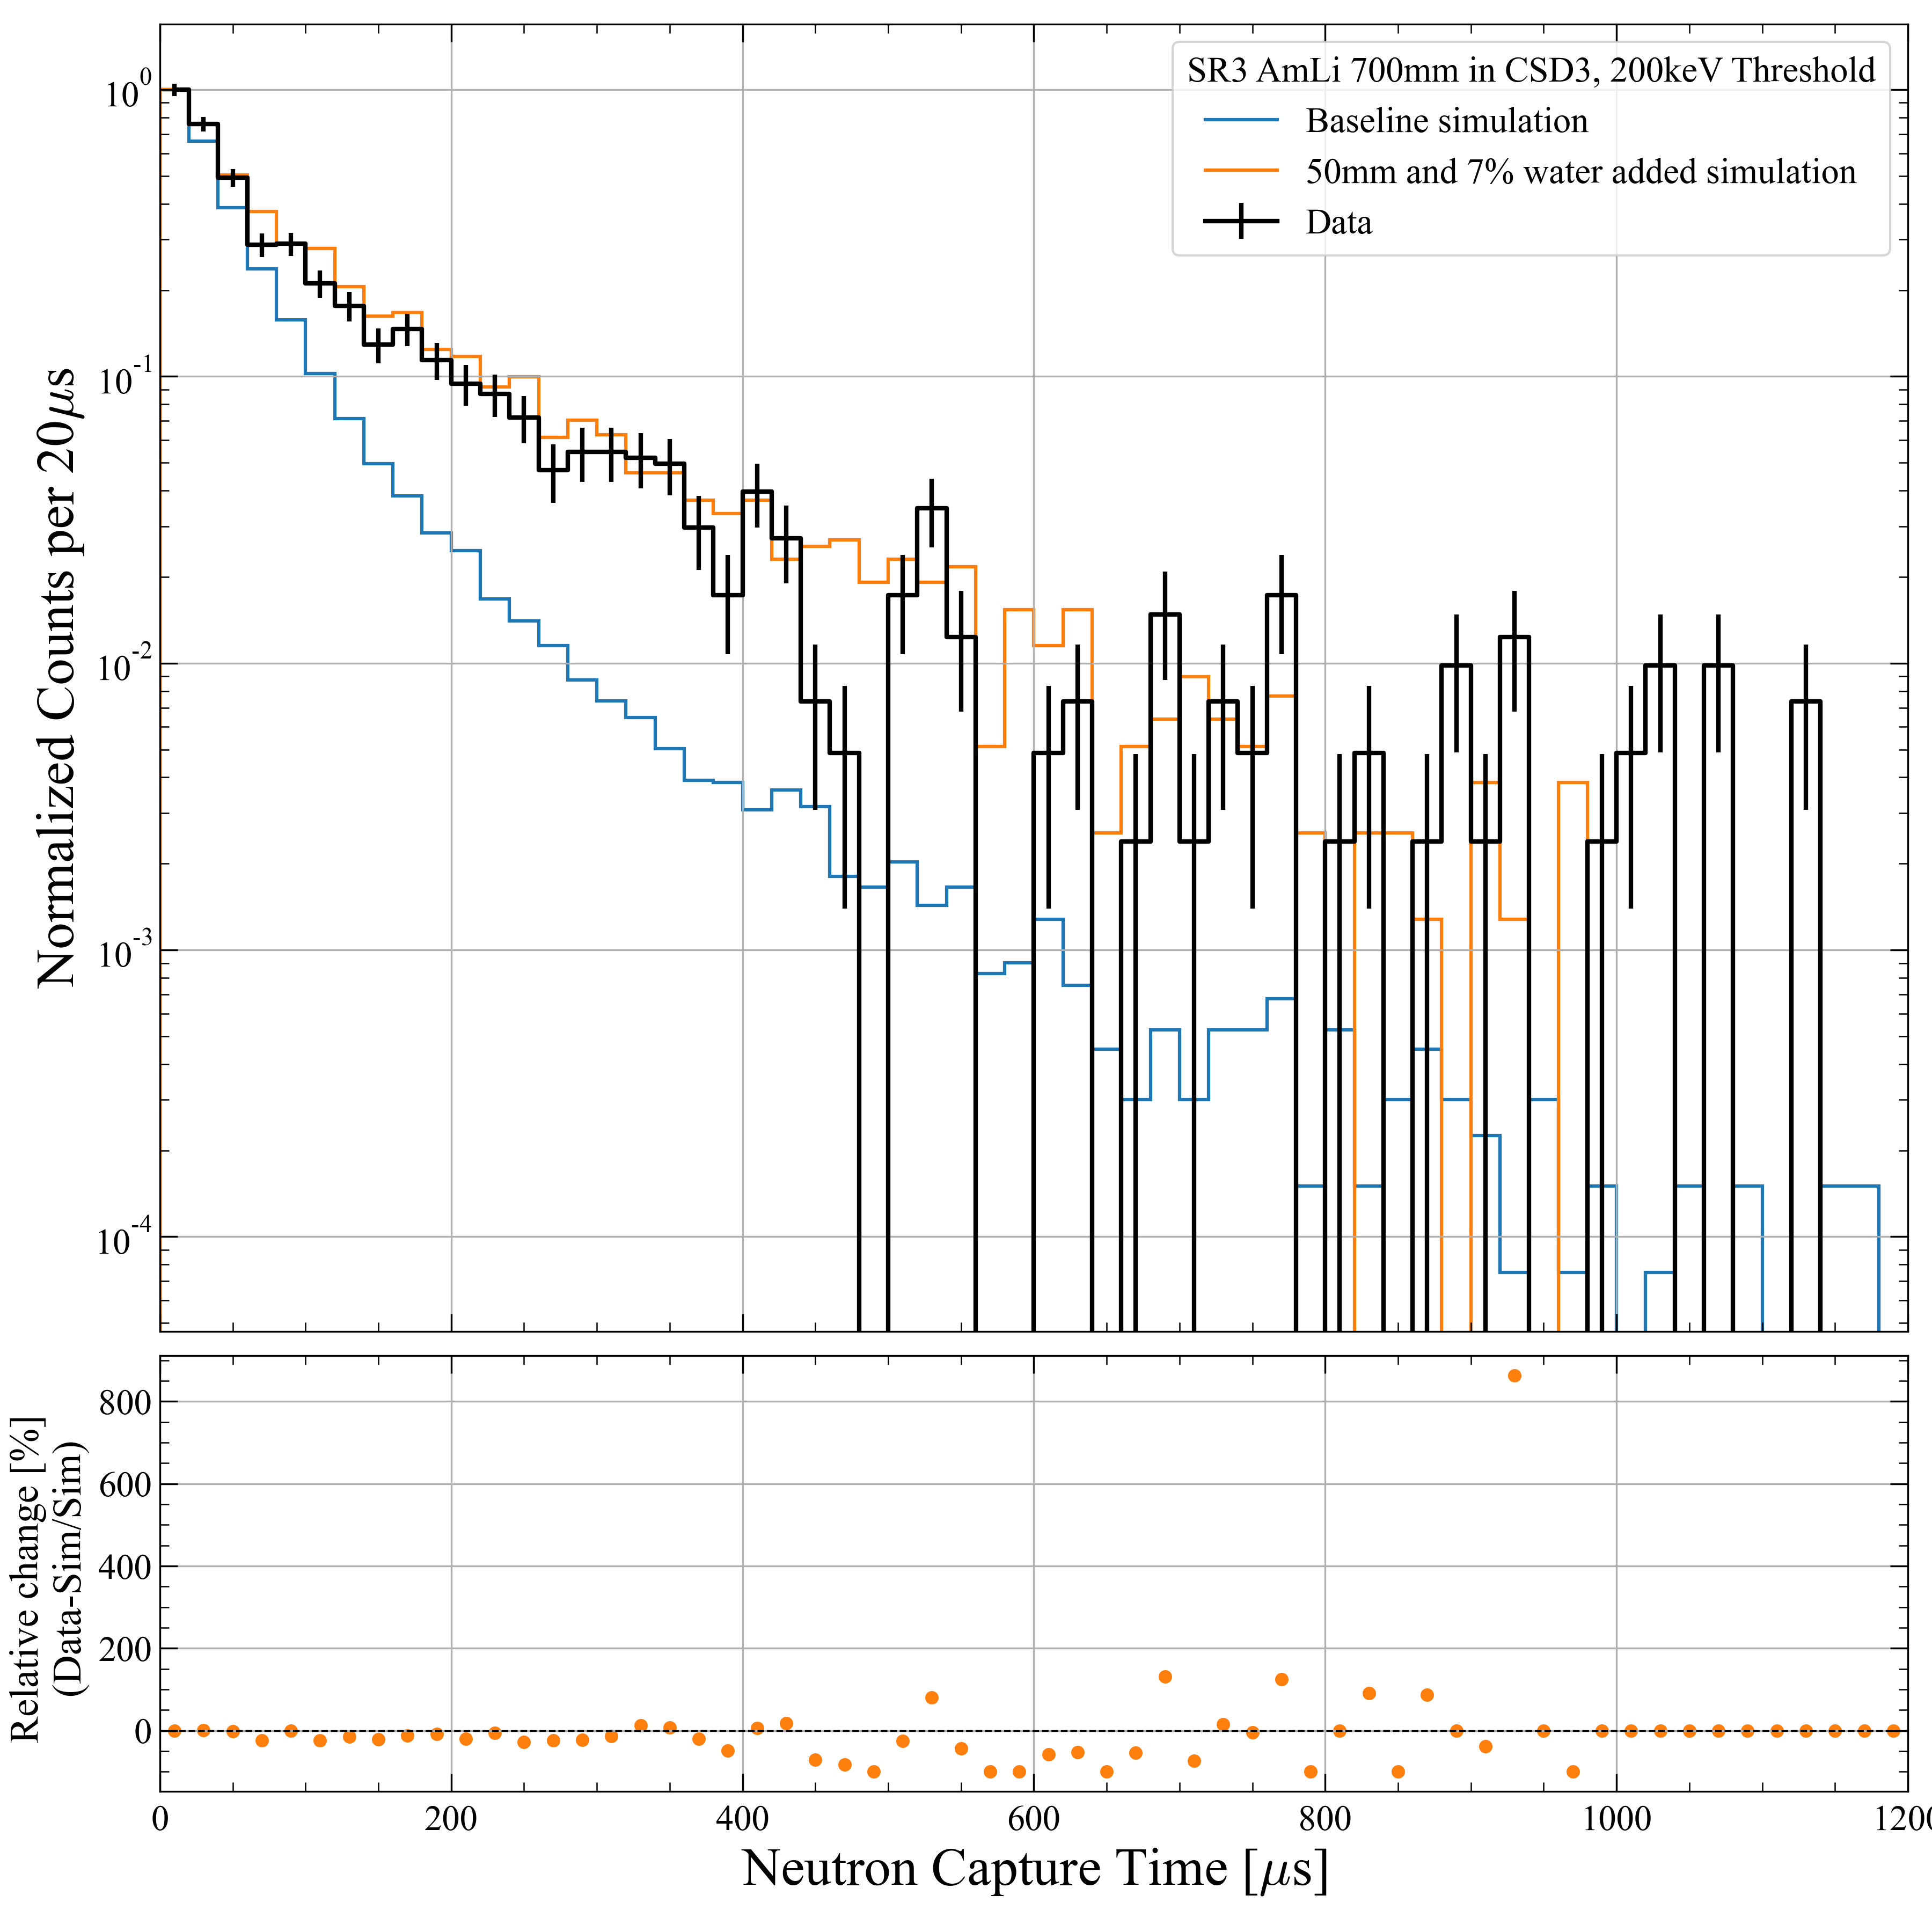 SR3 AmLi 700mm in CSD3, 200keV Threshold
Baseline simulation
50mm and 7% water added simulation
Data
Normalized Counts per 20μs
10^0
10^-1
10^-2
10^-3
10^-4
Relative change [%]
(Data-Sim/Sim)
800
600
400
200
0
0 200 400 600 800 1000 1200
Neutron Capture Time [μs]